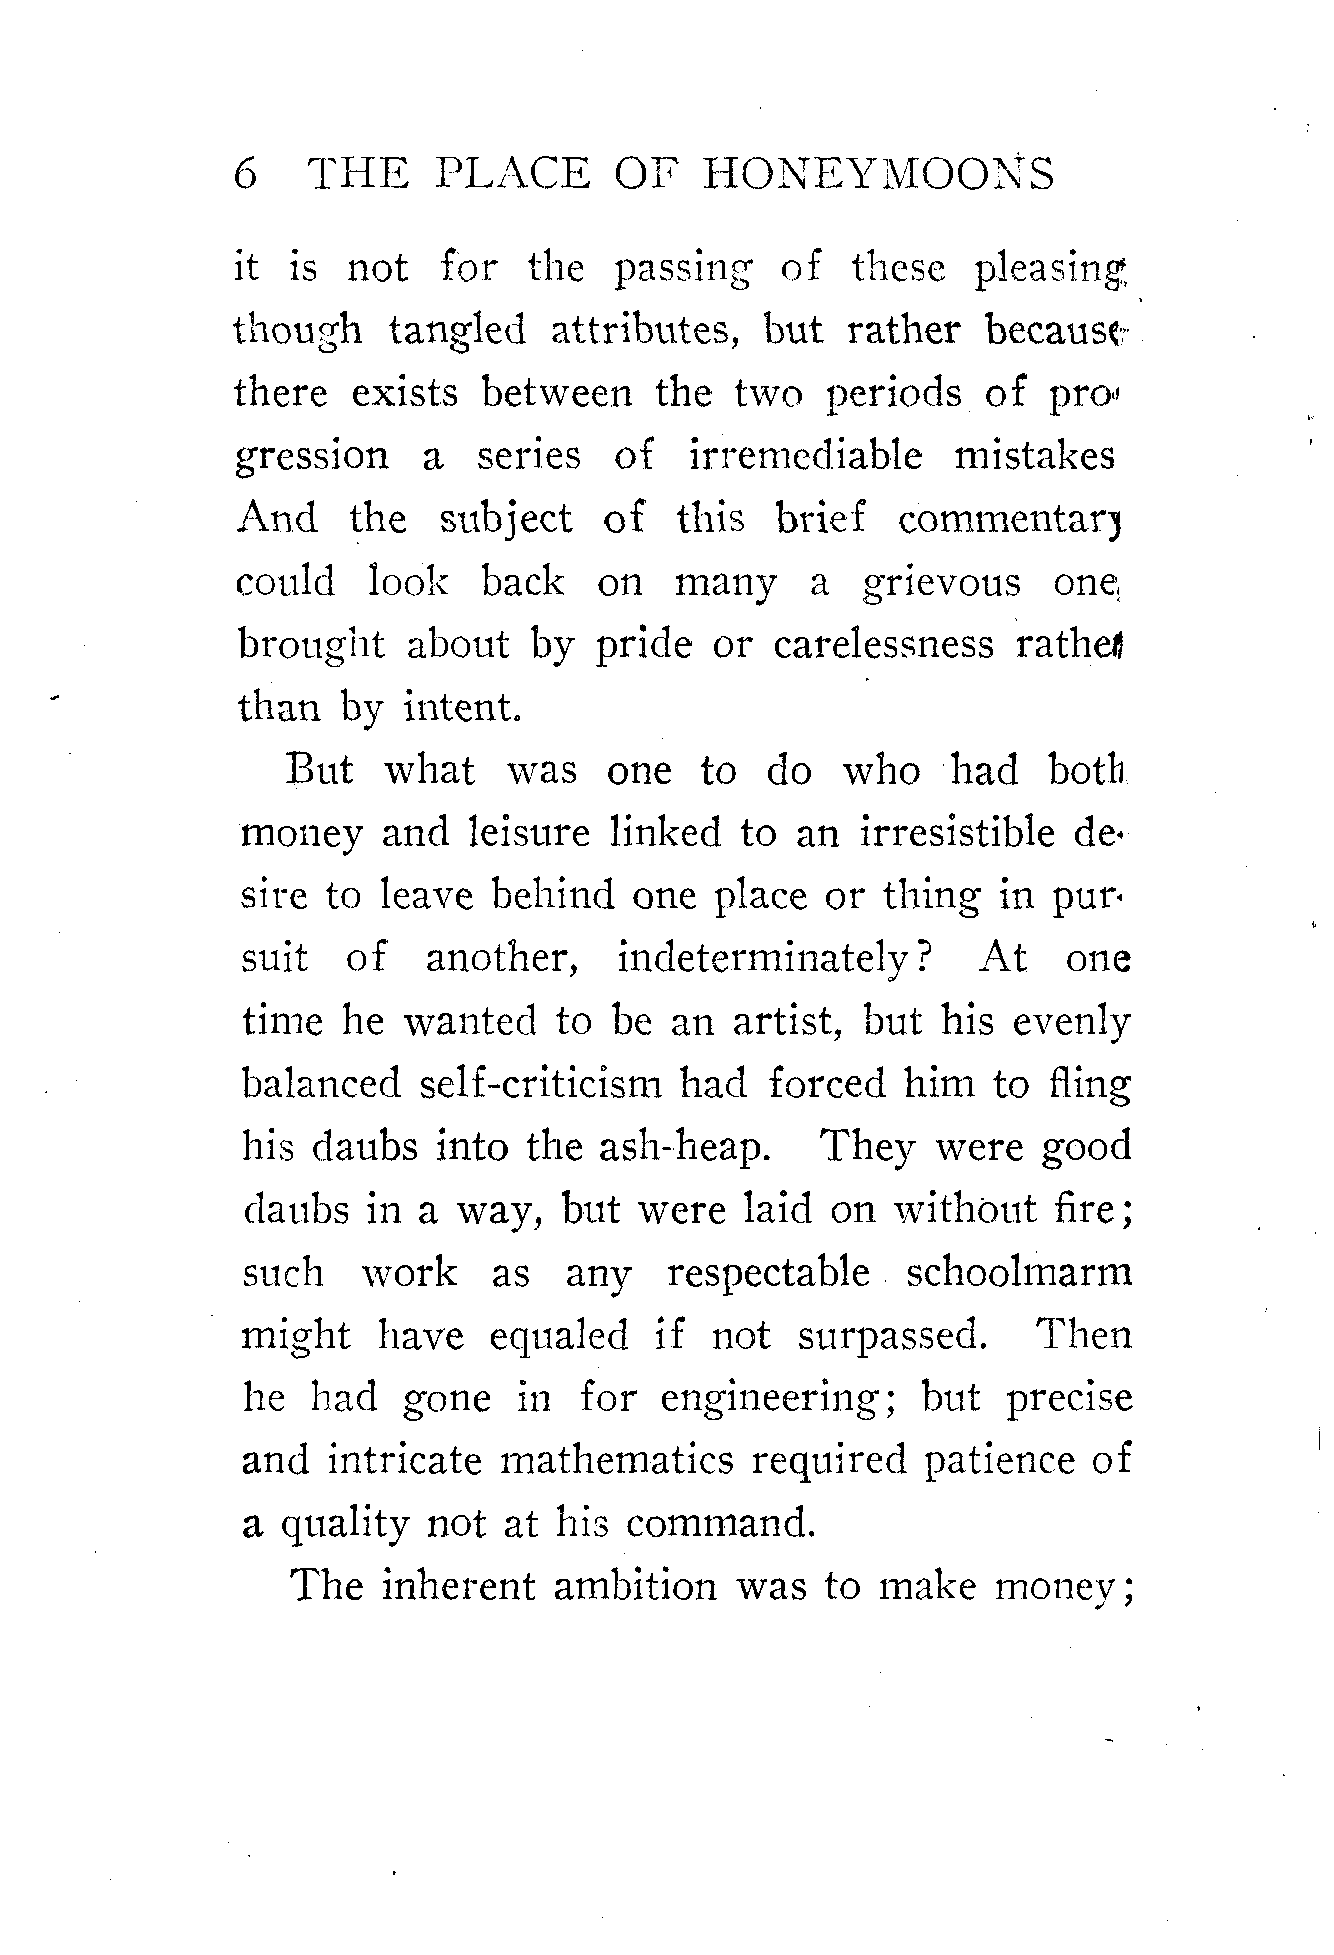 6 THE PLACE OF HONEYMOONS
it is not for the passing of these pleasing,
though tangled attributes, but rather because
there exists between the two periods of pro-
gression a series of irremediable mistakes
And the subject of this brief commentary
could look back on many a grievous one,
brought about by pride or carelessness rather
than by intent.
But what was one to do who had both
money and leisure linked to an irresistible de-
sire to leave behind one place or thing in pur-
suit of another, indeterminately? At one
time he wanted to be an artist, but his evenly
balanced self-criticism had forced him to fling
his daubs into the ash-heap. They were good
daubs in a way, but were laid on without fire;
such work as any respectable schoolmarm
might have equaled if not surpassed. Then
he had gone in for engineering; but precise
and intricate mathematics required patience of
a quality not at his command.
The inherent ambition was to make money;